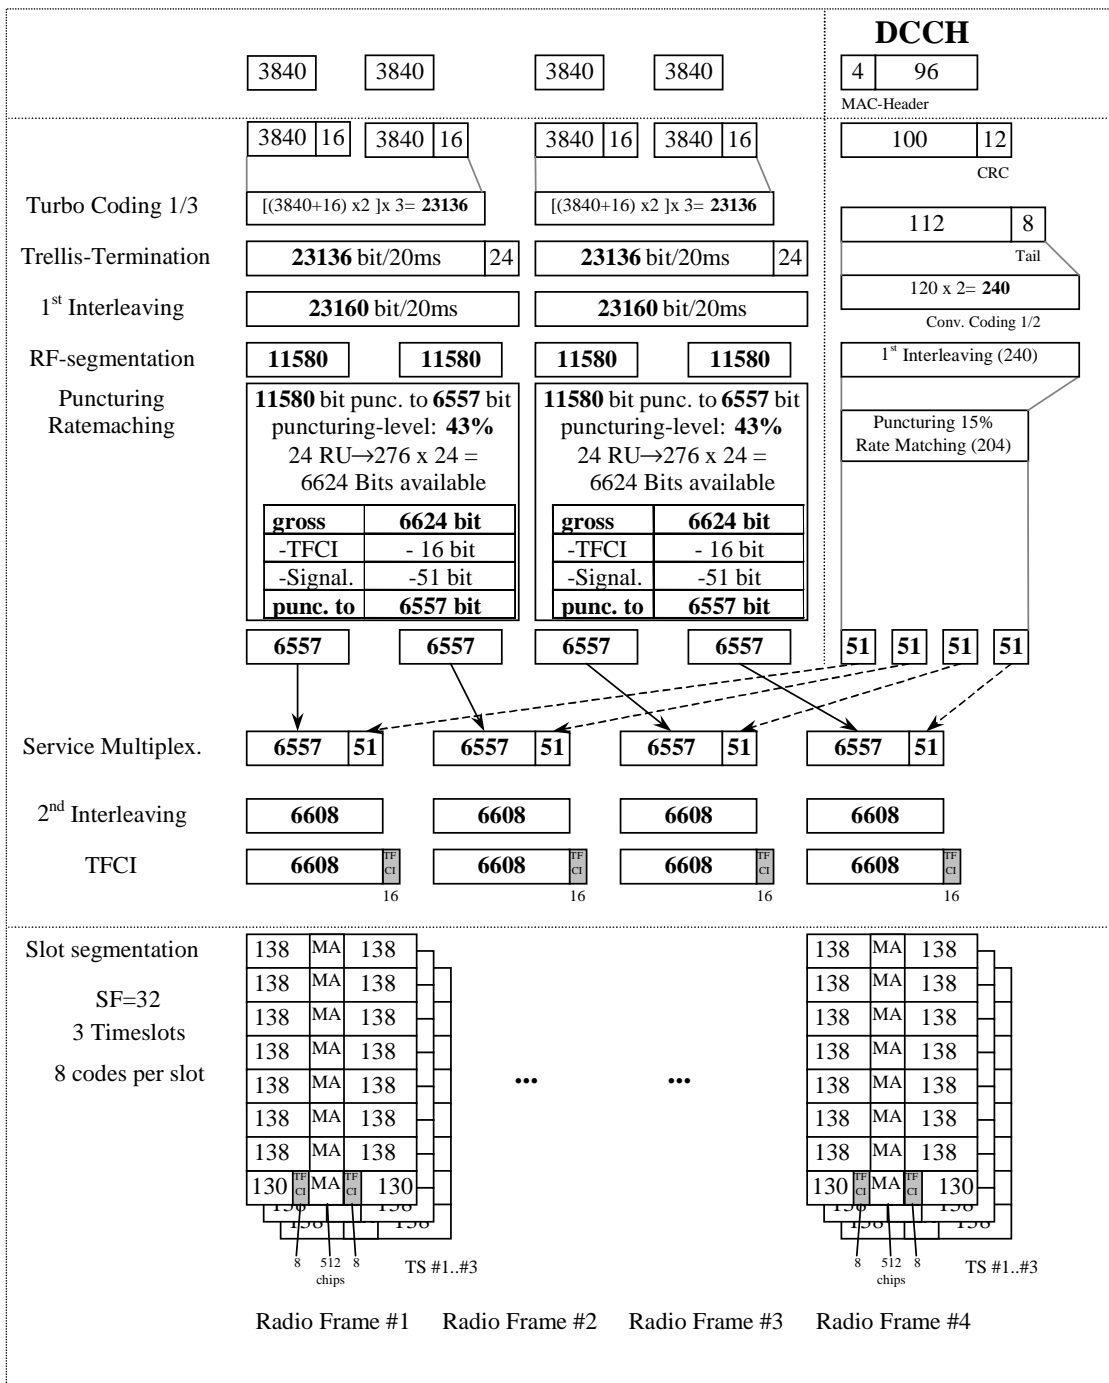 DCCH
3840 3840 3840 3840 4 96
MAC-Header
3840 16 3840 16 3840 16 3840 16 100 12
CRC
Turbo Coding 1/3 [(3840+16) x2 ]x 3= 23136 [(3840+16) x2 ]x 3= 23136
112 8
Tail
Trellis-Termination 23136 bit/20ms 24 23136 bit/20ms 24
120 x 2= 240
Conv. Coding 1/2
1st Interleaving 23160 bit/20ms 23160 bit/20ms
RF-segmentation 11580 11580 11580 11580 1st Interleaving (240)
Puncturing
Ratemaching
11580 bit punc. to 6557 bit
puncturing-level: 43%
24 RU→276 x 24 =
6624 Bits available
gross 6624 bit
-TFCI - 16 bit
-Signal. -51 bit
punc. to 6557 bit
11580 bit punc. to 6557 bit
puncturing-level: 43%
24 RU→276 x 24 =
6624 Bits available
gross 6624 bit
-TFCI - 16 bit
-Signal. -51 bit
punc. to 6557 bit
Puncturing 15%
Rate Matching (204)
6557 6557 6557 6557 51 51 51 51
Service Multiplex. 6557 51 6557 51 6557 51 6557 51
2nd Interleaving 6608 6608 6608 6608
TFCI 6608 TF CI 6608 TF CI 6608 TF CI 6608 TF CI
16 16 16 16
Slot segmentation
SF=32
3 Timeslots
8 codes per slot
138 MA 138
138 MA 138
138 MA 138
138 MA 138
138 MA 138
138 MA 138
138 MA 138
130 TF CI MA TF CI 130
138 138
138 138
8 512 8
chips
TS #1..#3
... ...
138 MA 138
138 MA 138
138 MA 138
138 MA 138
138 MA 138
138 MA 138
138 MA 138
130 TF CI MA TF CI 130
138 138
138 138
8 512 8
chips
TS #1..#3
Radio Frame #1 Radio Frame #2 Radio Frame #3 Radio Frame #4